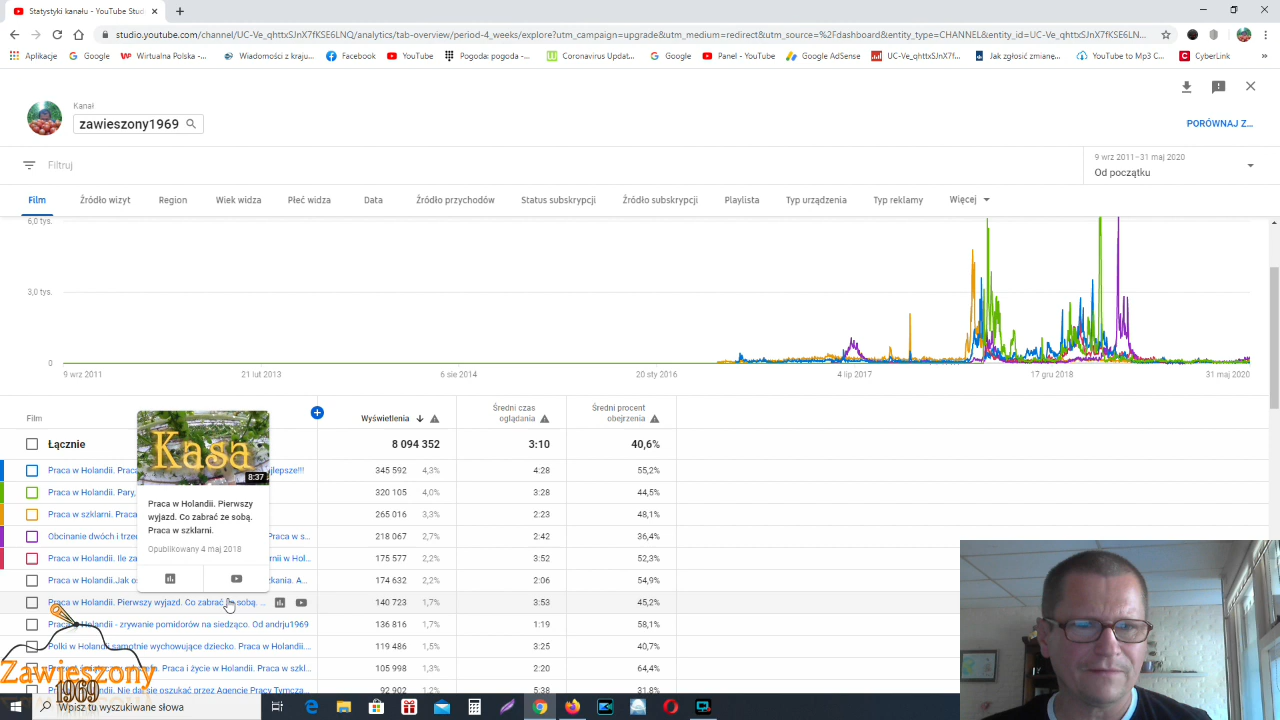 Statystyki kanału - YouTube Stud
studio.youtube.com/channel/UC-Ve_qhttxSJnX7fKSE6LNQ/analytics/tab-overview/period-4_weeks/explore?utm_campaign=upgrade&utm_medium=redirect&utm_source=%2Fdashboard&entity_type=CHANNEL&entity_id=UC-Ve_qhttxSJnX7fKSE6LNQ...
Aplikacje Google Wirtualna Polska -... Google Facebook YouTube Pogoda pogoda, p... Coronavirus Updat... Google Panel - YouTube Google AdSense UC-Ve_qhttxSJnX7f... Jak zgłosić zmianę... YouTube to Mp3 C... CyberLink »
Kanał
zawieszony1969
PORÓWNAJ Z...
Filtruj
9 wrz 2011–31 maj 2020
Od początku
Film Źródło wizyt Region Wiek widza Płeć widza Data Źródło przychodów Status subskrypcji Źródło subskrypcji Playlista Typ urządzenia Typ reklamy Więcej
6,0 tys.
3,0 tys.
0
9 wrz 2011 21 lut 2013 6 sie 2014 20 sty 2016 4 lip 2017 17 gru 2018 31 maj 2020
Film Wyświetlenia Średni czas oglądania Średni procent obejrzenia
Łącznie 8 094 352 3:10 40,6%
Praca w Holandii. Praca jlepsze!!! 345 592 4,3% 4:28 55,2%
Praca w Holandii. Pary, 320 105 4,0% 3:28 44,5%
Praca w szklarni. Praca 265 016 3,3% 2:23 48,1%
Obcinanie dwóch i trzec Praca w s... 218 067 2,7% 2:42 36,4%
Praca w Holandii. Ile za rnii w Hol... 175 577 2,2% 3:52 52,3%
Praca w Holandii.Jak os zkania. A... 174 632 2,2% 2:06 54,9%
Praca w Holandii. Pierwszy wyjazd. Co zabrać ze sobą. ... 140 723 1,7% 3:53 45,2%
Praca w Holandii - zrywanie pomidorów na siedząco. Od andrju1969 136 816 1,7% 1:19 58,1%
Polki w Holandii samotnie wychowujące dziecko. Praca w Holandii.... 119 486 1,5% 3:25 40,7%
Praca i życie w Holandii. Praca w szkl... 105 998 1,3% 2:20 64,4%
Praca w Holandii. Nie daj się oszukać przez Agencje Pracy Tymcza... 92 902 1,2% 5:38 31,8%
Kasa
8:37
Praca w Holandii. Pierwszy
wyjazd. Co zabrać ze sobą.
Praca w szklarni.
Opublikowany 4 maj 2018
Zawieszony
1969
Wpisz tu wyszukiwane słowa